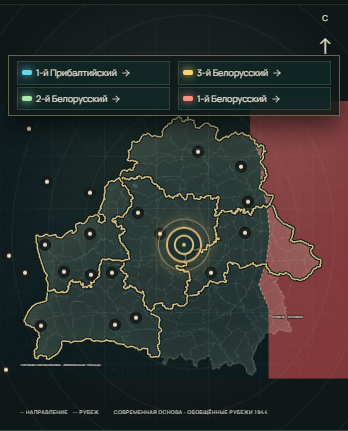 С
1-й Прибалтийский →
3-й Белорусский →
2-й Белорусский →
1-й Белорусский →
— НАПРАВЛЕНИЕ — РУБЕЖ СОВРЕМЕННАЯ ОСНОВА · ОБОБЩЁННЫЕ РУБЕЖИ 1944